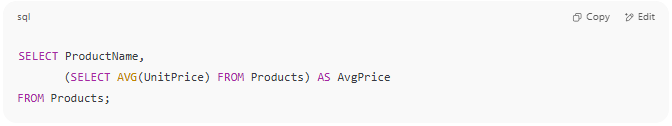 sql Copy Edit
SELECT ProductName,
(SELECT AVG(UnitPrice) FROM Products) AS AvgPrice
FROM Products;